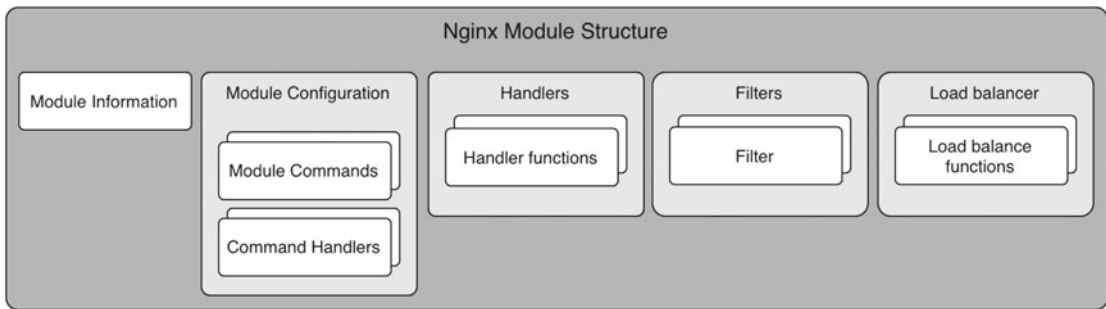 Nginx Module Structure
Module Information
Module Configuration
Module Commands
Command Handlers
Handlers
Handler functions
Filters
Filter
Load balancer
Load balance
functions